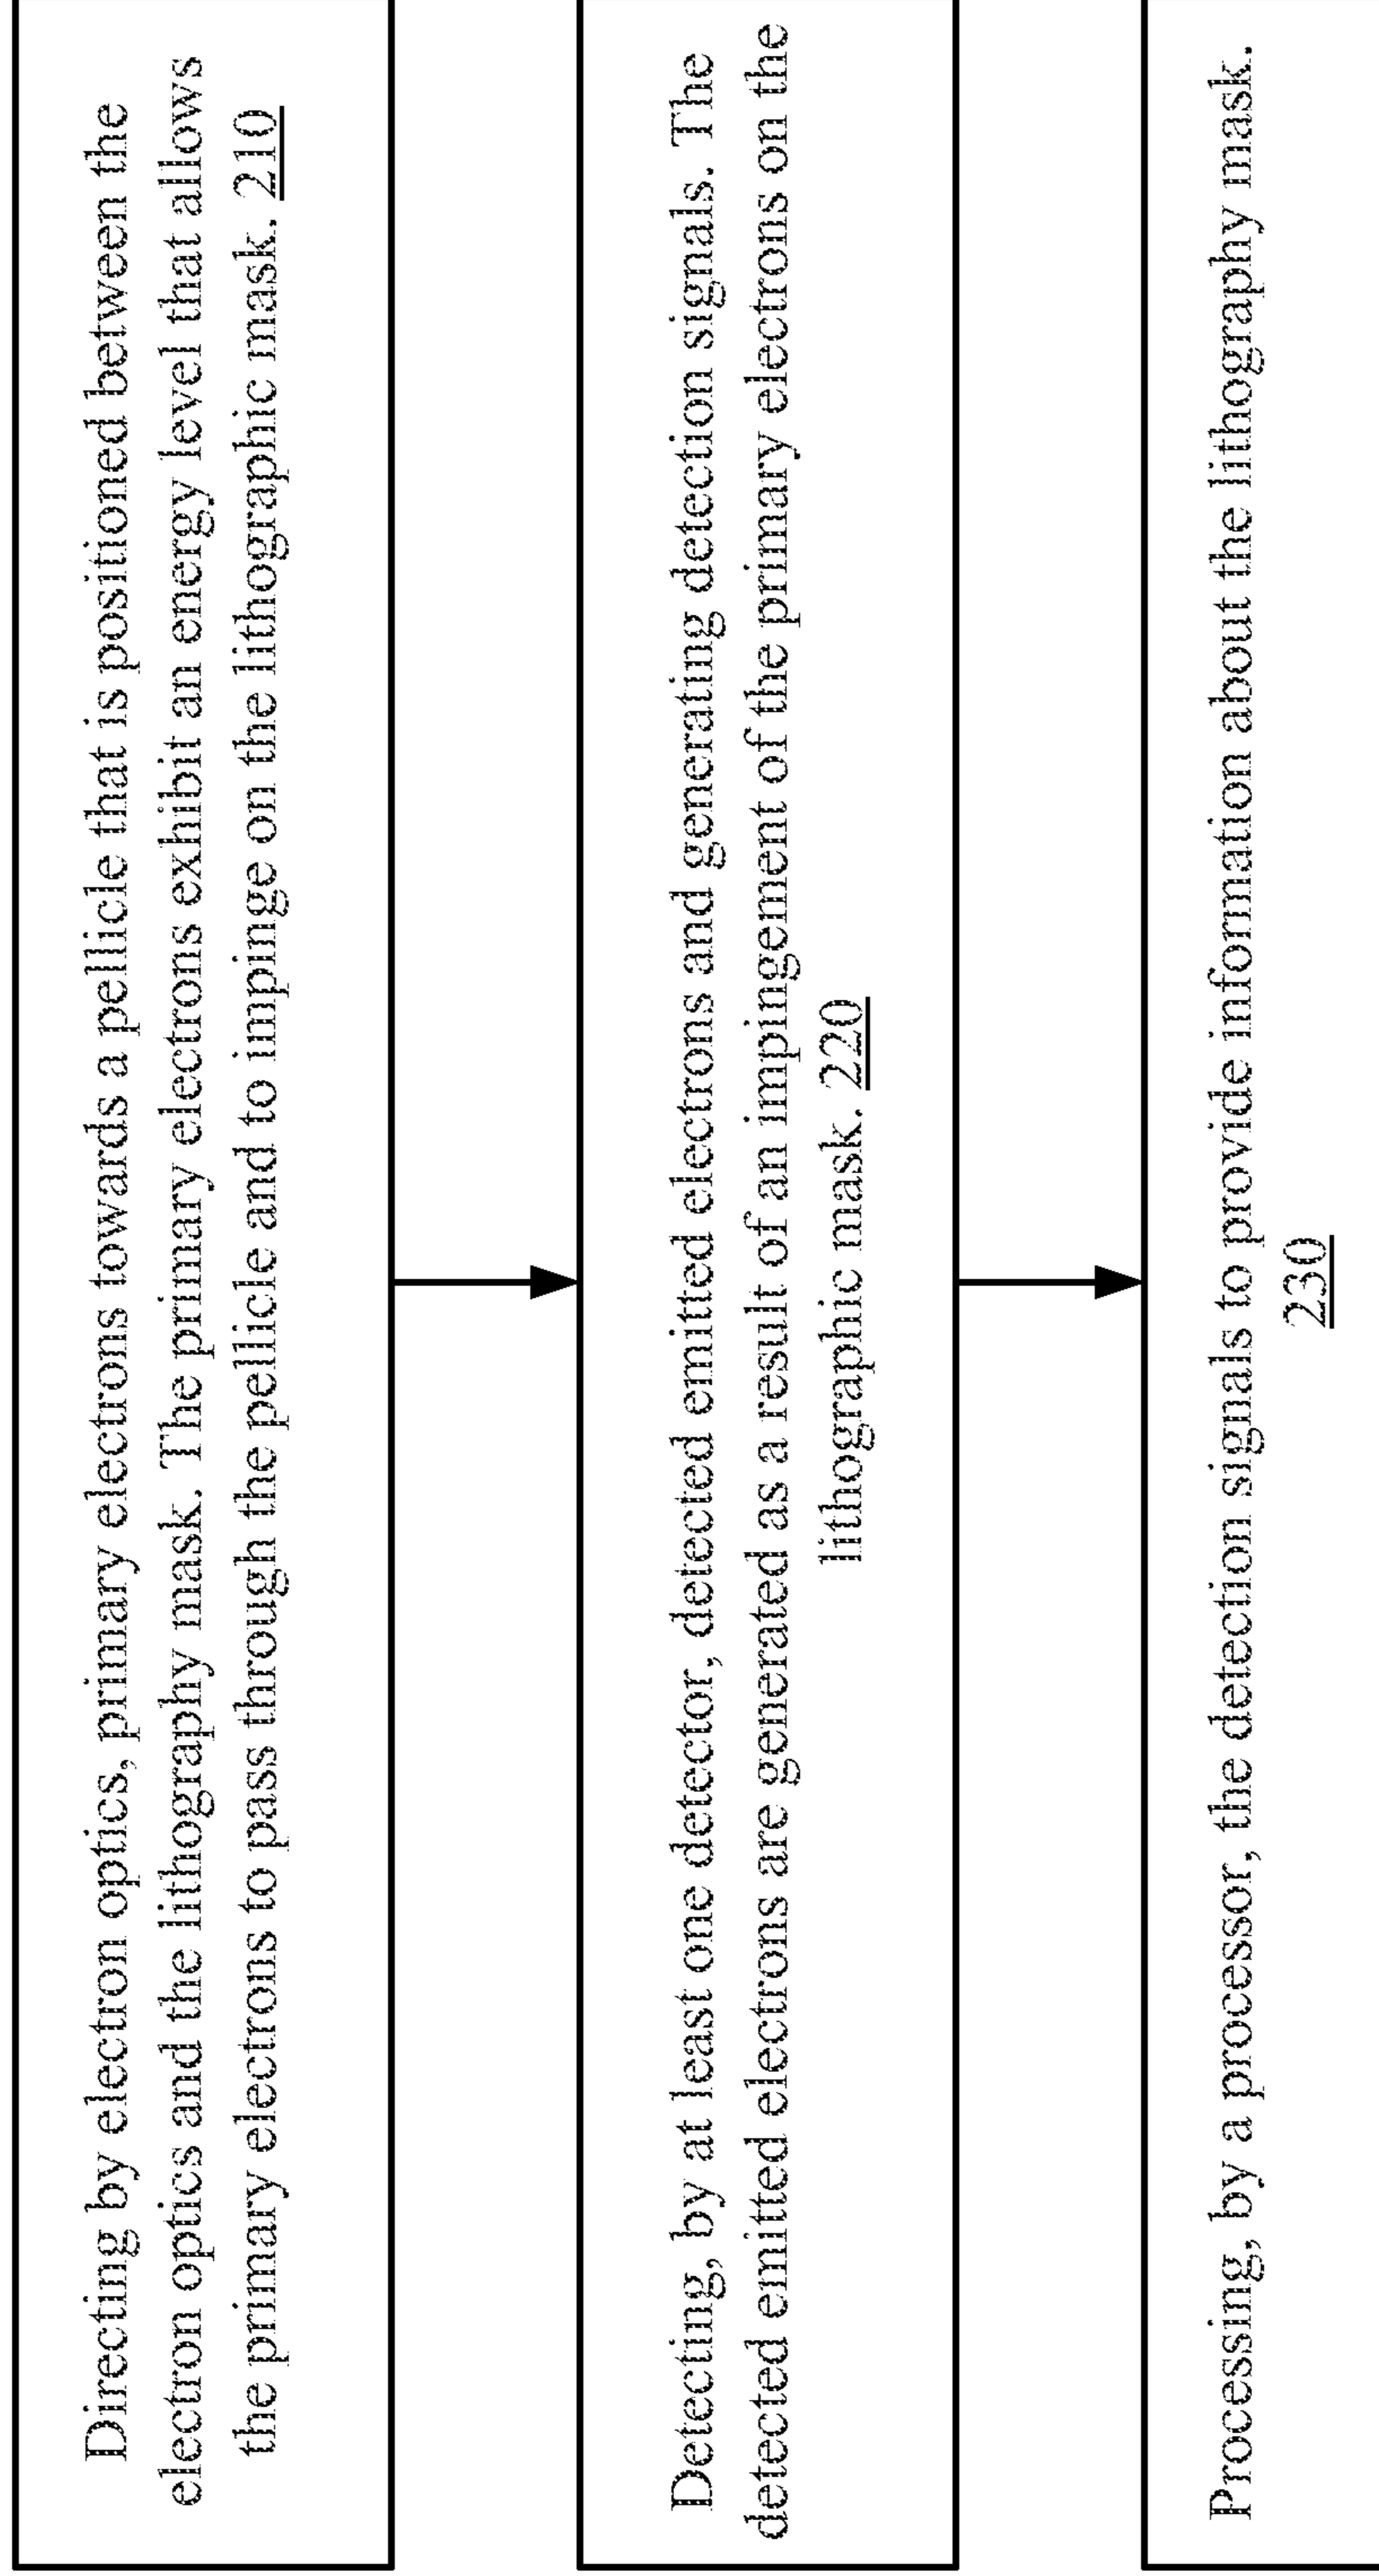 Directing by electron optics, primary electrons towards a pellicle that is positioned between the
electron optics and the lithography mask. The primary electrons exhibit an energy level that allows
the primary electrons to pass through the pellicle and to impinge on the lithographic mask. 210
Detecting, by at least one detector, detected emitted electrons and generating detection signals. The
detected emitted electrons are generated as a result of an impingement of the primary electrons on the
lithographic mask. 220
Processing, by a processor, the detection signals to provide information about the lithography mask.
230